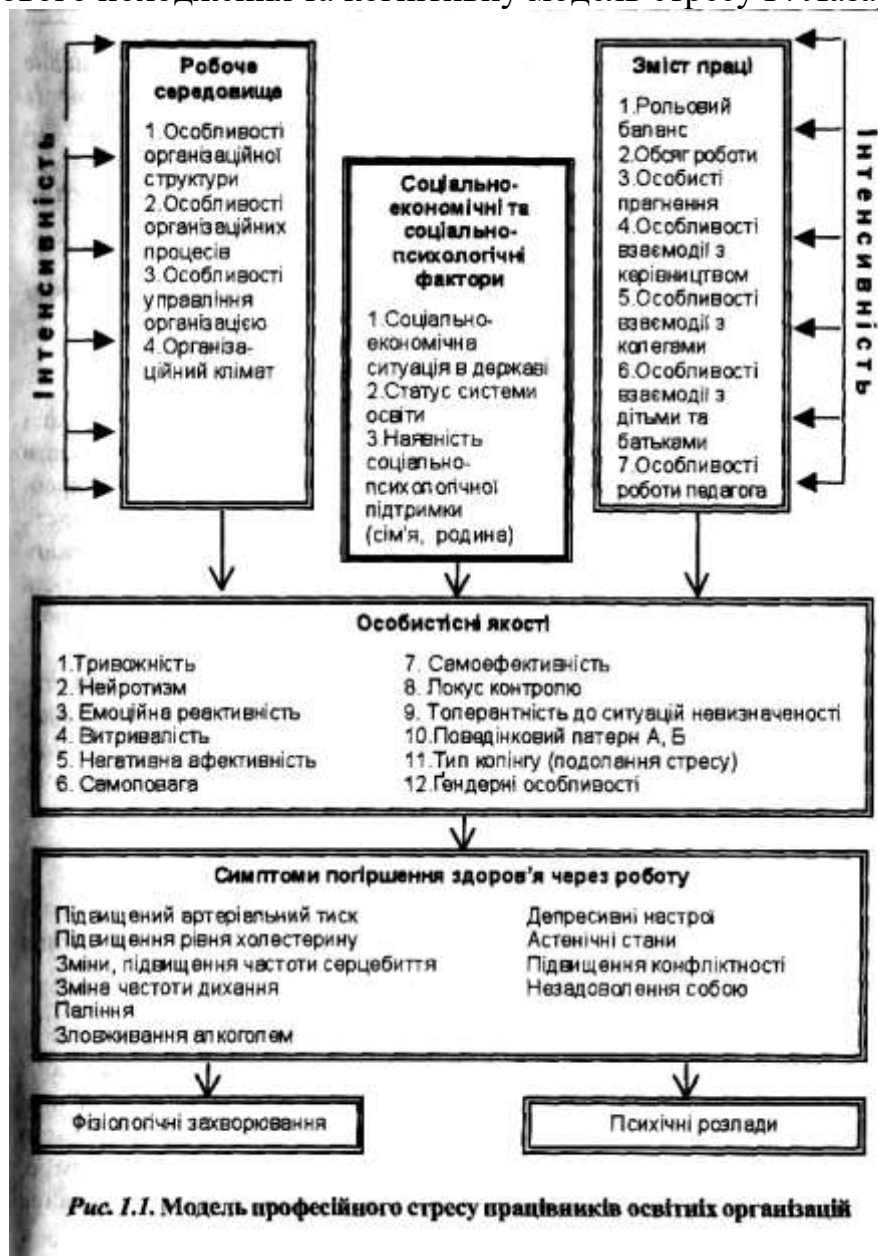 ового походження та когнітивну модель стресу
Інтенсивність
Робоче
середовище
1.Особливості
організаційної
структури
2.Особливості
організаційних
процесів
3.Особливості
управління
організацією
4.Організа-
ційний клімат
Соціально-
економічні та
соціально-
психологічні
фактори
1.Соціально-
економічна
ситуація в державі
2.Статус системи
освіти
3.Наявність
соціально-
психологічної
підтримки
(сім'я, родина)
Зміст праці
1.Рольовий
баланс
2.Обсяг роботи
3.Особисті
прагнення
4.Особливості
взаємодії з
керівництвом
5.Особливості
взаємодії з
колегами
6.Особливості
взаємодії з
дітьми та
батьками
7.Особливості
роботи педагога
Інтенсивність
Особистісні якості
1.Тривожність
2. Нейротизм
3. Емоційна реактивність
4. Витривалість
5. Негативна афективність
6. Самоповага
7. Самоефективність
8. Локус контролю
9. Толерантність до ситуацій невизначеності
10.Поведінковий патерн А, Б
11.Тип копінгу (подолання стресу)
12.Ґендерні особливості
Симптоми погіршення здоров'я через роботу
Підвищений артеріальний тиск
Підвищення рівня холестерину
Зміни, підвищення частоти серцебиття
Зміна частоти дихання
Паління
Зловживання алкоголем
Депресивні настрої
Астенічні стани
Підвищення конфліктності
Незадоволення собою
Фізіологічні захворювання
Психічні розлади
Рис. 1.1. Модель професійного стресу працівників освітніх організацій